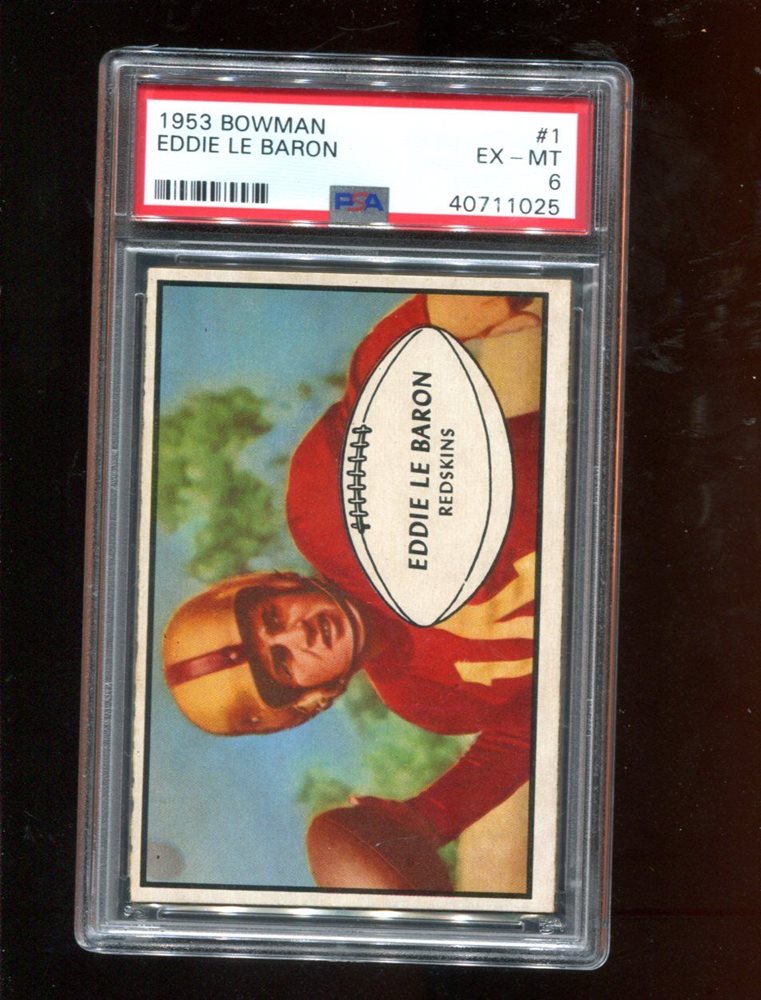 1953 BOWMAN #1
EDDIE LE BARON EX - MT
6
PSA 40711025
EDDIE LE BARON
REDSKINS